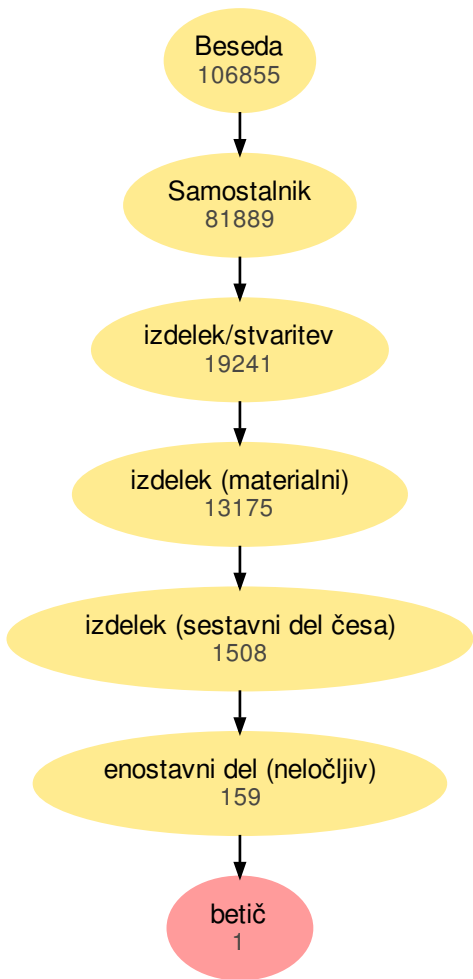 Beseda
106855
Samostalnik
81889
izdelek/stvaritev
19241
izdelek (materialni)
13175
izdelek (sestavni del česa)
1508
enostavni del (neločljiv)
159
betič
1